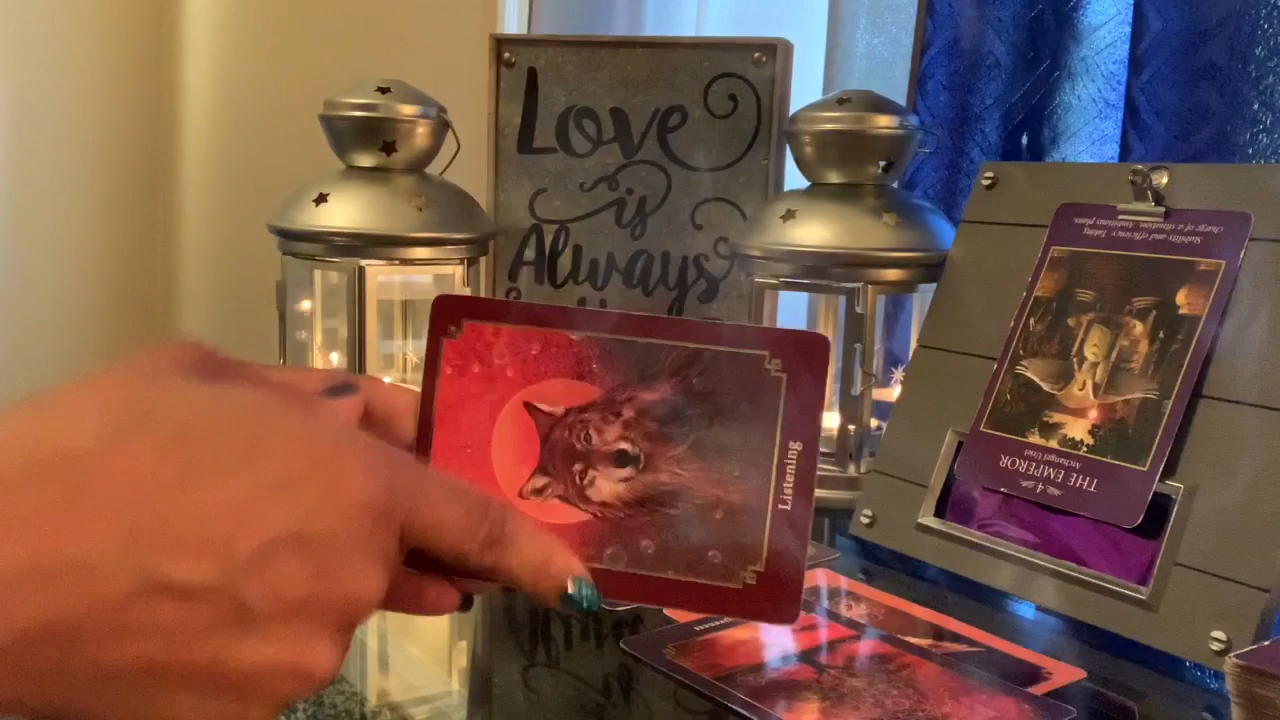 Love
is
Always
Listening
Stability and efficiency. Taking
charge of a situation. Ambitious plans.
4
THE EMPEROR
Archangel Uriel